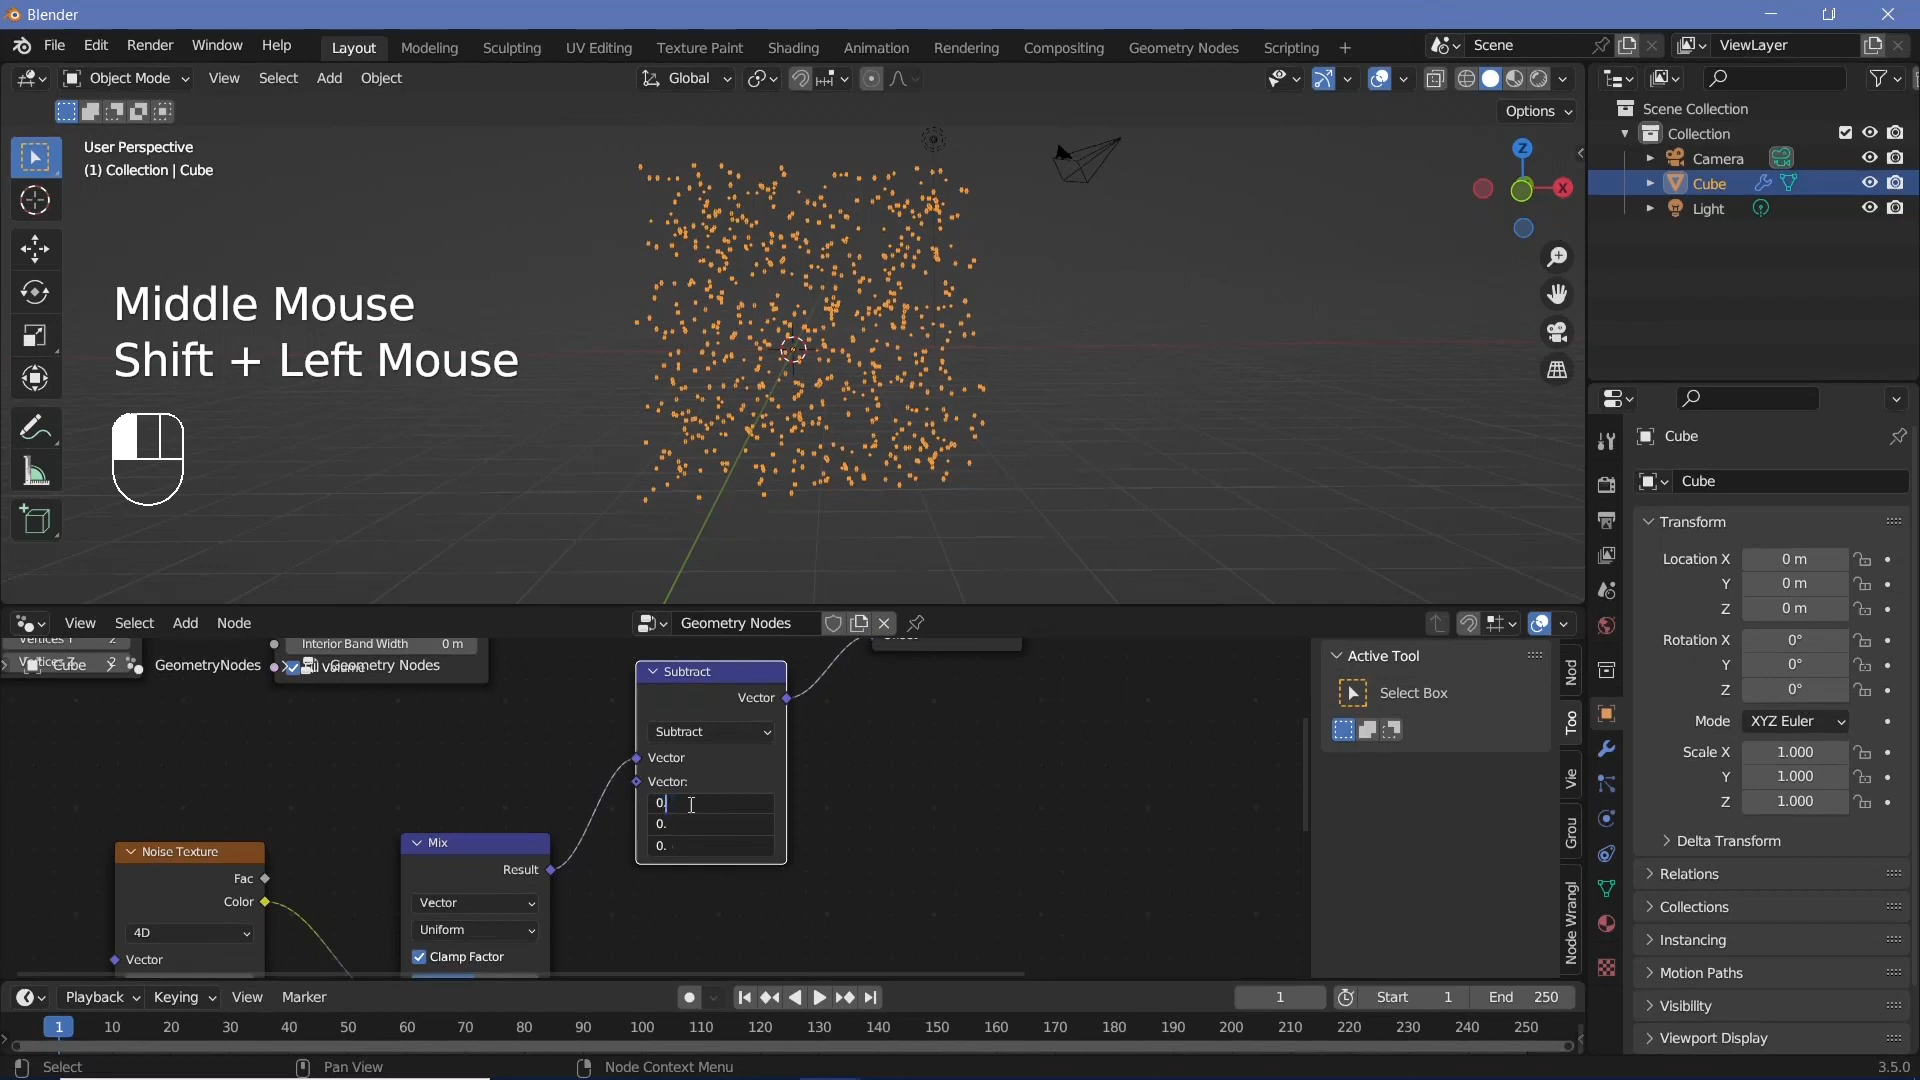 Blender
File Edit Render Window Help
Layout Modeling Sculpting UV Editing Texture Paint Shading Animation Rendering Compositing Geometry Nodes Scripting +
Scene
ViewLayer
Object Mode View Select Add Object
Global
Options
User Perspective
(1) Collection | Cube
Z
X
Middle Mouse
Shift + Left Mouse
Scene Collection
Collection
Camera
Cube
Light
Cube
Cube
Transform
Location X 0 m
Y 0 m
Z 0 m
Rotation X 0°
Y 0°
Z 0°
Mode XYZ Euler
Scale X 1.000
Y 1.000
Z 1.000
Delta Transform
Relations
Collections
Instancing
Motion Paths
Visibility
Viewport Display
View Select Add Node
Geometry Nodes
Interior Band Width 0 m
Cube GeometryNodes Geometry Nodes
Subtract
Vector
Subtract
Vector
Vector:
0.
0.
0.
Noise Texture
Fac
Color
4D
Vector
Mix
Result
Vector
Uniform
Clamp Factor
Active Tool
Select Box
Nod
Too
Vie
Grou
Node Wrangl
Playback Keying View Marker
1
Start 1
End 250
1 10 20 30 40 50 60 70 80 90 100 110 120 130 140 150 160 170 180 190 200 210 220 230 240 250
Select
Pan View
Node Context Menu
3.5.0